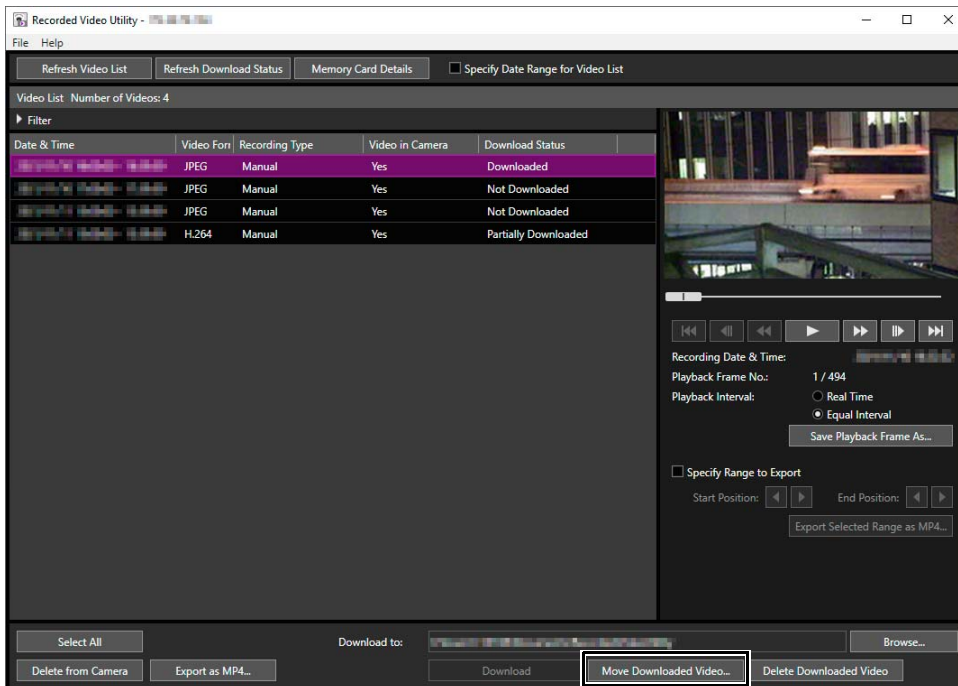 Recorded Video Utility -
File Help
Refresh Video List Refresh Download Status Memory Card Details Specify Date Range for Video List
Video List Number of Videos: 4
Filter
Date & Time Video Forn Recording Type Video in Camera Download Status
JPEG Manual Yes Downloaded
JPEG Manual Yes Not Downloaded
JPEG Manual Yes Not Downloaded
H.264 Manual Yes Partially Downloaded
Recording Date & Time:
Playback Frame No.: 1 / 494
Playback Interval: Real Time
Equal Interval
Save Playback Frame As...
Specify Range to Export
Start Position: End Position:
Export Selected Range as MP4...
Select All Download to: Browse...
Delete from Camera Export as MP4... Download Move Downloaded Video... Delete Downloaded Video